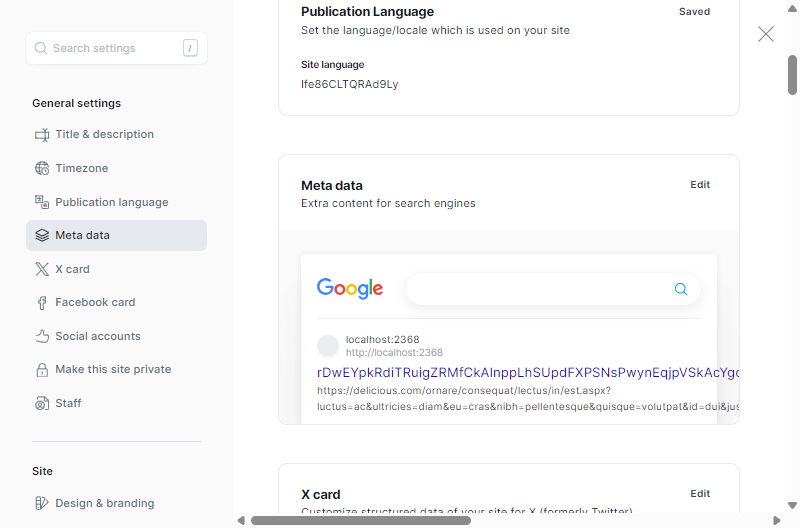 Search settings
/
General settings
Title & description
Timezone
Publication language
Meta data
X card
Facebook card
Social accounts
Make this site private
Staff
Site
Design & branding
Publication Language
Saved
Set the language/locale which is used on your site
Site language
Ife86CLTQRAd9Ly
Meta data
Edit
Extra content for search engines
Google
localhost:2368
http://localhost:2368
rDwEYpkRdiTRuigZRMfCkAInppLhSUpdFXPSNsPwynEqjpVSkAcYgc
https://delicious.com/ornare/consequat/lectus/in/est.aspx?
luctus=ac&ultricies=diam&eu=cras&nibh=pellentesque&quisque=volutpat&id=dui&jus
X card
Edit
Customize structured data of your site for X (formerly Twitter)